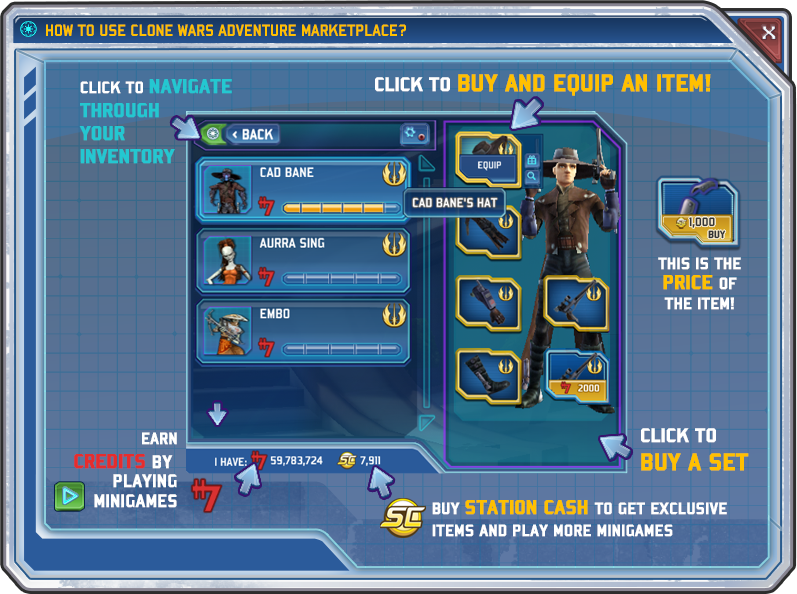 HOW TO USE CLONE WARS ADVENTURE MARKETPLACE?
CLICK TO NAVIGATE
THROUGH
YOUR
INVENTORY
CLICK TO BUY AND EQUIP AN ITEM!
< BACK
CAD BANE
AURRA SING
EMBO
EQUIP
CAD BANE'S HAT
2000
1,000
BUY
THIS IS THE
PRICE OF
THE ITEM!
CLICK TO
BUY A SET
I HAVE: 59,783,724 SC 7,911
EARN
CREDITS BY
PLAYING
MINIGAMES
SC BUY STATION CASH TO GET EXCLUSIVE
ITEMS AND PLAY MORE MINIGAMES